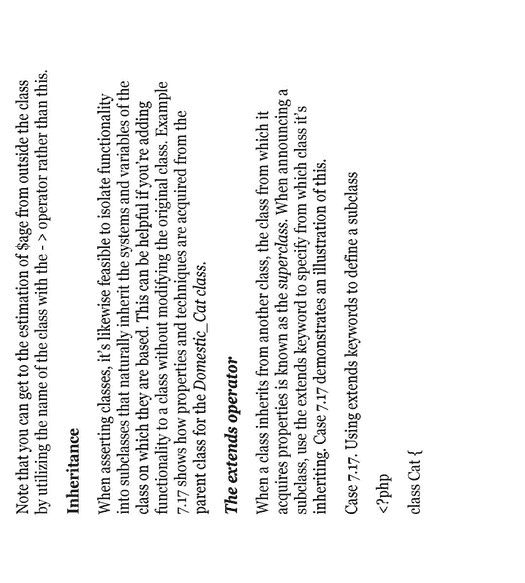 Note that you can get to the estimation of $age from outside the class
by utilizing the name of the class with the - > operator rather than this.
Inheritance
When asserting classes, it's likewise feasible to isolate functionality
into subclasses that naturally inherit the systems and variables of the
class on which they are based. This can be helpful if you're adding
functionality to a class without modifying the original class. Example
7.17 shows how properties and techniques are acquired from the
parent class for the Domestic_Cat class.
The extends operator
When a class inherits from another class, the class from which it
acquires properties is known as the superclass. When announcing a
subclass, use the extends keyword to specify from which class it's
inheriting. Case 7.17 demonstrates an illustration of this.
Case 7.17. Using extends keywords to define a subclass
<?php
class Cat {